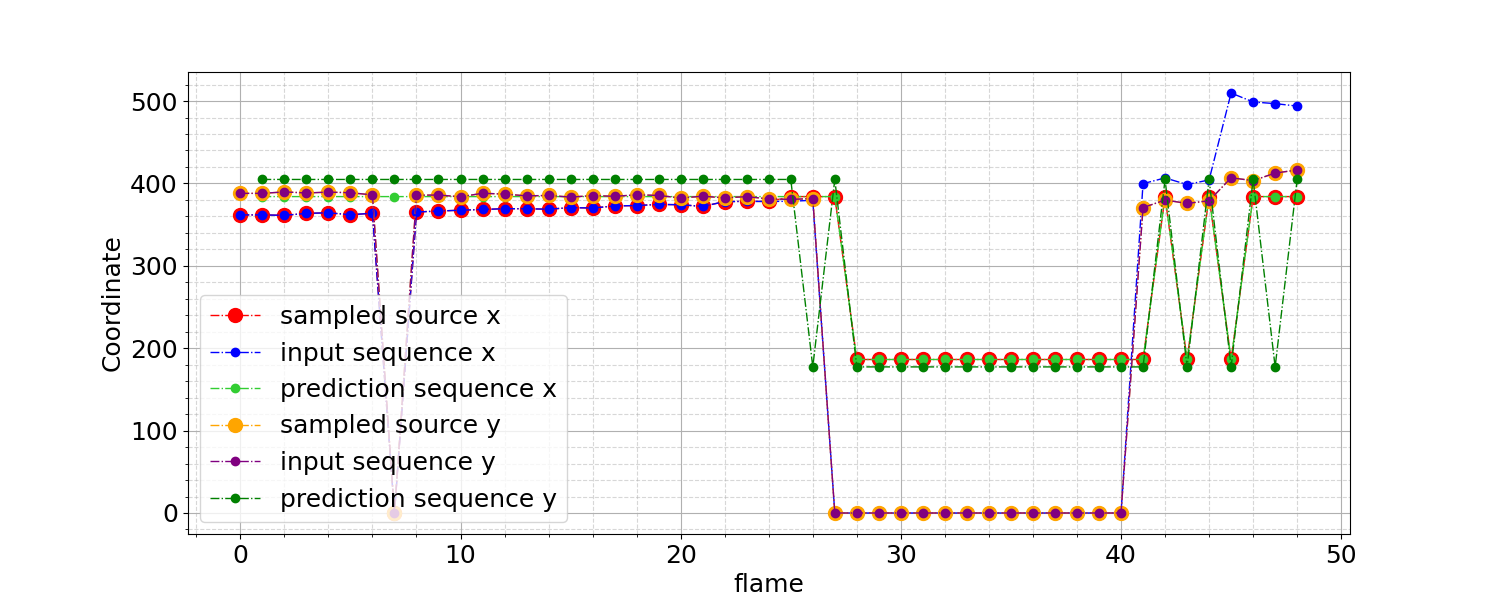 500
400
300
200
100
0
Coordinate
sampled source x
input sequence x
prediction sequence x
sampled source y
input sequence y
prediction sequence y
0 10 20 30 40 50
flame